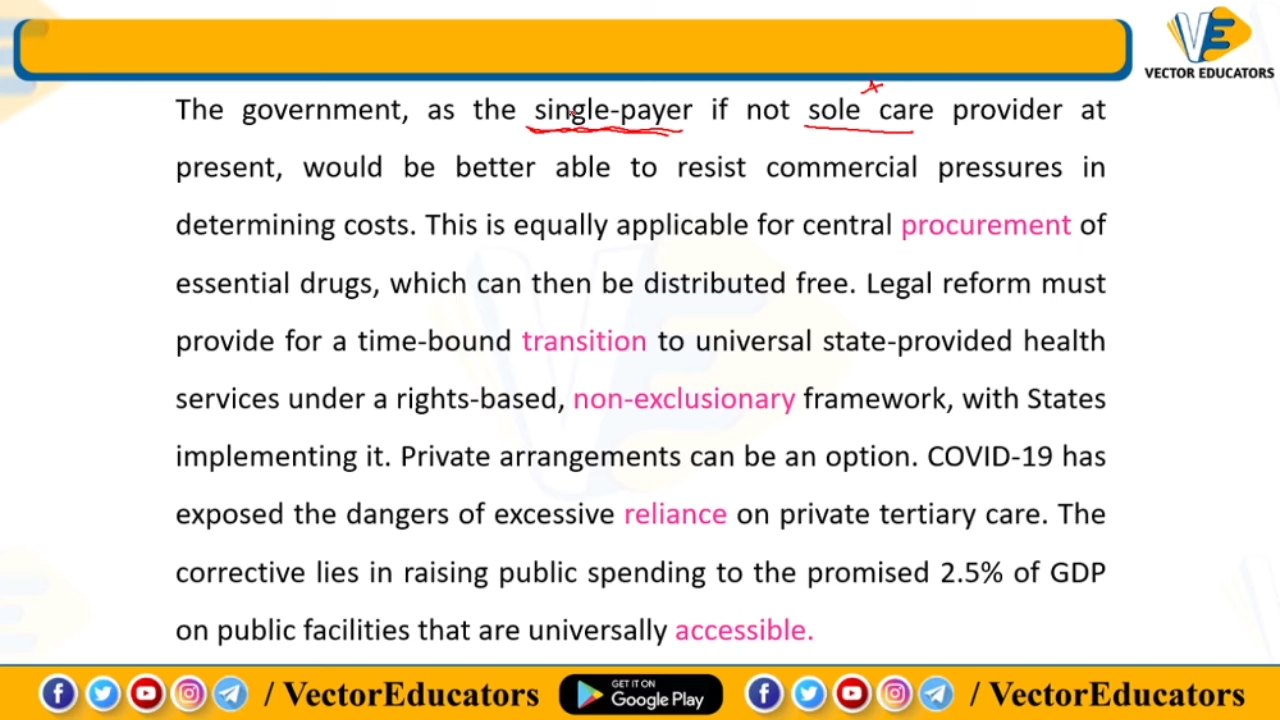 VE
VECTOR EDUCATORS
The government, as the single-payer if not sole care provider at
present, would be better able to resist commercial pressures in
determining costs. This is equally applicable for central procurement of
essential drugs, which can then be distributed free. Legal reform must
provide for a time-bound transition to universal state-provided health
services under a rights-based, non-exclusionary framework, with States
implementing it. Private arrangements can be an option. COVID-19 has
exposed the dangers of excessive reliance on private tertiary care. The
corrective lies in raising public spending to the promised 2.5% of GDP
on public facilities that are universally accessible.
/ VectorEducators GET IT ON Google Play / VectorEducators